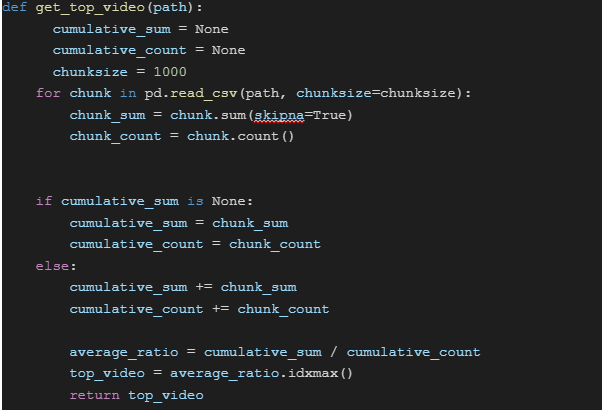 def get_top_video(path):
      cumulative_sum = None
      cumulative_count = None
      chunksize = 1000
    for chunk in pd.read_csv(path, chunksize=chunksize):
        chunk_sum = chunk.sum(skipna=True)
        chunk_count = chunk.count()
    if cumulative_sum is None:
        cumulative_sum = chunk_sum
        cumulative_count = chunk_count
    else:
        cumulative_sum += chunk_sum
        cumulative_count += chunk_count
        average_ratio = cumulative_sum / cumulative_count
        top_video = average_ratio.idxmax()
        return top_video